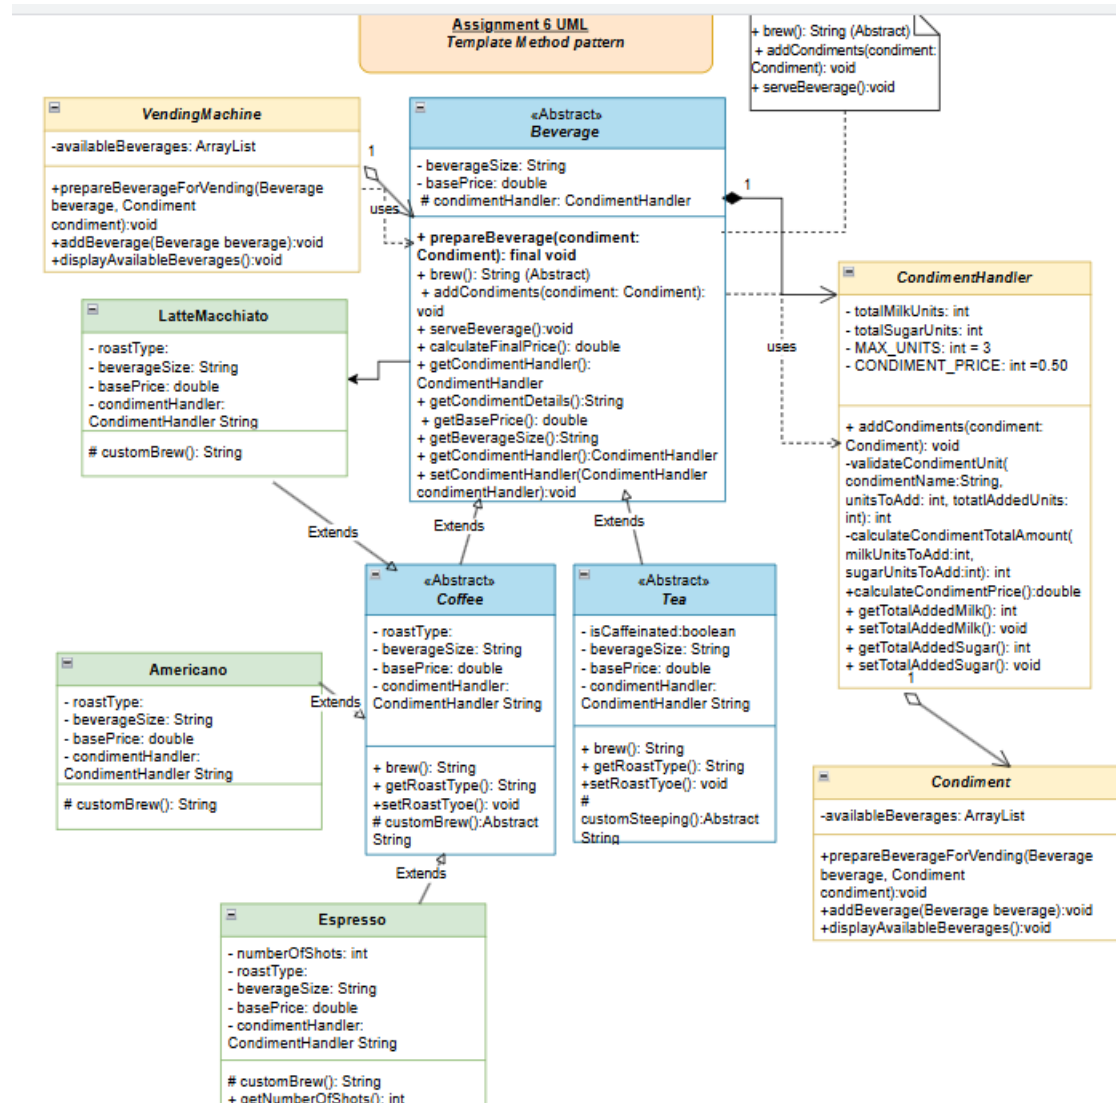 Assignment 6 UML
Template Method pattern
+ brew(): String (Abstract)
+ addCondiments(condiment:
Condiment): void
+ serveBeverage():void
VendingMachine
-availableBeverages: ArrayList
+prepareBeverageForVending(Beverage
beverage, Condiment
condiment):void
+addBeverage(Beverage beverage):void
+displayAvailableBeverages():void
1
uses
«Abstract»
Beverage
- beverageSize: String
- basePrice: double
# condimentHandler: CondimentHandler
+ prepareBeverage(condiment:
Condiment): final void
+ brew(): String (Abstract)
+ addCondiments(condiment: Condiment):
void
+ serveBeverage():void
+ calculateFinalPrice(): double
+ getCondimentHandler():
CondimentHandler
+getCondimentDetails():String
+ getBasePrice(): double
+ getBeverageSize():String
+ getCondimentHandler():CondimentHandler
+ setCondimentHandler(CondimentHandler
condimentHandler):void
1
uses
CondimentHandler
- totalMilkUnits: int
- totalSugarUnits: int
- MAX_UNITS: int = 3
- CONDIMENT_PRICE: int =0.50
+ addCondiments(condiment:
Condiment): void
-validateCondimentUnit(
condimentName:String,
unitsToAdd: int, totatlAddedUnits:
int): int
-calculateCondimentTotalAmount(
milkUnitsToAdd:int,
sugarUnitsToAdd:int): int
+calculateCondimentPrice():double
+ getTotalAddedMilk(): int
+ setTotalAddedMilk(): void
+ getTotalAddedSugar(): int
+ setTotalAddedSugar(): void
1
LatteMacchiato
- roastType:
- beverageSize: String
- basePrice: double
- condimentHandler:
CondimentHandler String
# customBrew(): String
Extends
Extends
Extends
«Abstract»
Coffee
- roastType:
- beverageSize: String
- basePrice: double
- condimentHandler:
CondimentHandler String
+ brew(): String
+ getRoastType(): String
+setRoastTyoe(): void
# customBrew():Abstract
String
«Abstract»
Tea
- isCaffeinated:boolean
- beverageSize: String
- basePrice: double
- condimentHandler:
CondimentHandler String
+ brew(): String
+ getRoastType(): String
+setRoastTyoe(): void
#
customSteeping():Abstract
String
Americano
- roastType:
- beverageSize: String
- basePrice: double
- condimentHandler:
CondimentHandler String
# customBrew(): String
Extends
Condiment
-availableBeverages: ArrayList
+prepareBeverageForVending(Beverage
beverage, Condiment
condiment):void
+addBeverage(Beverage beverage):void
+displayAvailableBeverages():void
Extends
Espresso
- numberOfShots: int
- roastType:
- beverageSize: String
- basePrice: double
- condimentHandler:
CondimentHandler String
# customBrew(): String
+ getNumberOfShots(): int